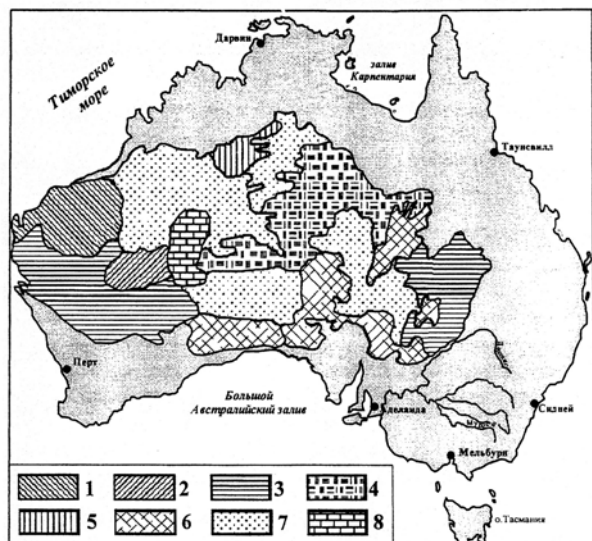 Дарвин
залив
Карпентария
Тиморское
море
Таунсвилл
Перт
Большой
Австралийский залив
Аделаида
Сидней
Мельбурн
о.Тасмания
1
2
3
4
5
6
7
8